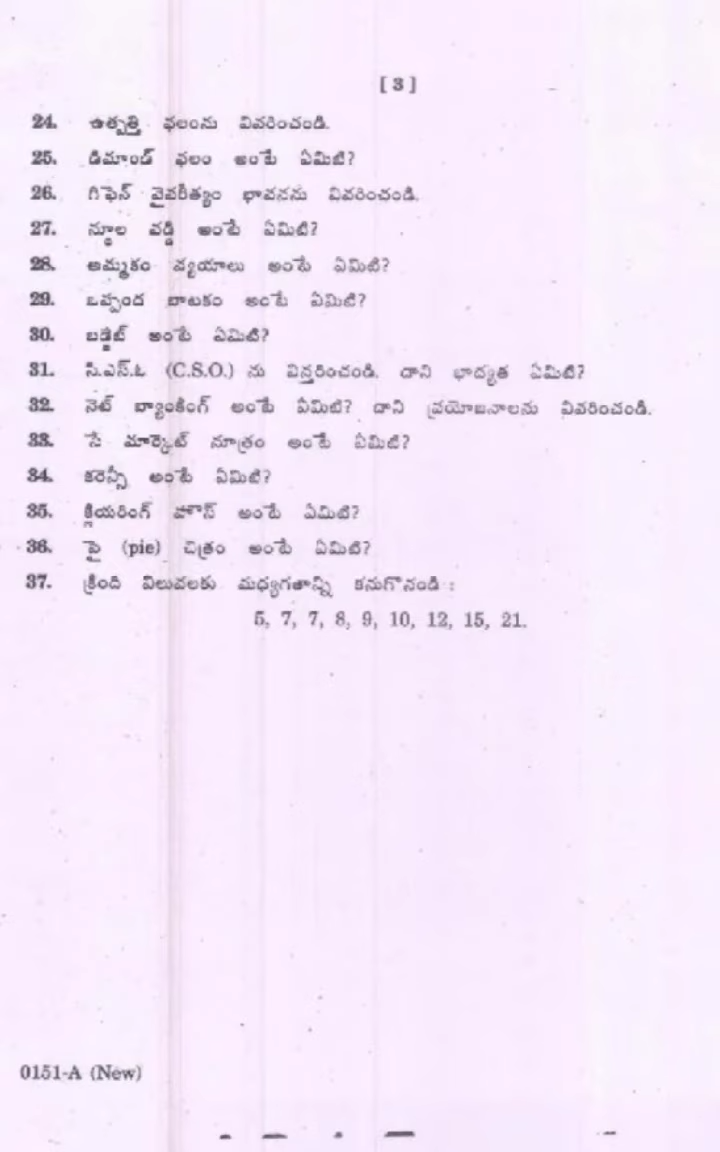 [ 3 ]
24. ఉత్పత్తి ఫలంను వివరించండి.
25. డిమాండ్ ఫలం అంటే ఏమిటి?
26. గిఫెన్ వైపరీత్యం భావనను వివరించండి.
27. స్థూల వడ్డీ అంటే ఏమిటి?
28. అమ్మకం వ్యయాలు అంటే ఏమిటి?
29. ఒప్పంద బాటకం అంటే ఏమిటి?
30. బడ్జెట్ అంటే ఏమిటి?
31. సి.ఎస్.ఓ (C.S.O.) ను విస్తరించండి. దాని బాధ్యత ఏమిటి?
32. నెట్ బ్యాంకింగ్ అంటే ఏమిటి? దాని ప్రయోజనాలను వివరించండి.
33. సే మార్కెట్ సూత్రం అంటే ఏమిటి?
34. కరెన్సీ అంటే ఏమిటి?
35. క్లియరింగ్ హౌస్ అంటే ఏమిటి?
36. పై (pie) చిత్రం అంటే ఏమిటి?
37. క్రింది విలువలకు మధ్యగతాన్ని కనుగొనండి :
5, 7, 7, 8, 9, 10, 12, 15, 21.
0151-A (New)